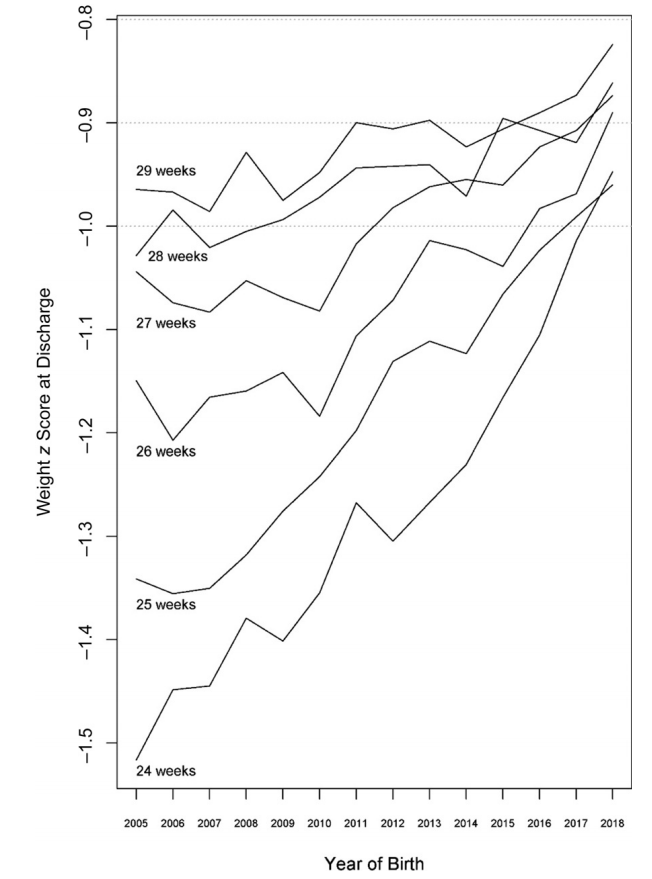 −0.8
−0.9
−1.0
−1.1
−1.2
−1.3
−1.4
−1.5
Weight z Score at Discharge
29 weeks
28 weeks
27 weeks
26 weeks
25 weeks
24 weeks
2005 2006 2007 2008 2009 2010 2011 2012 2013 2014 2015 2016 2017 2018
Year of Birth